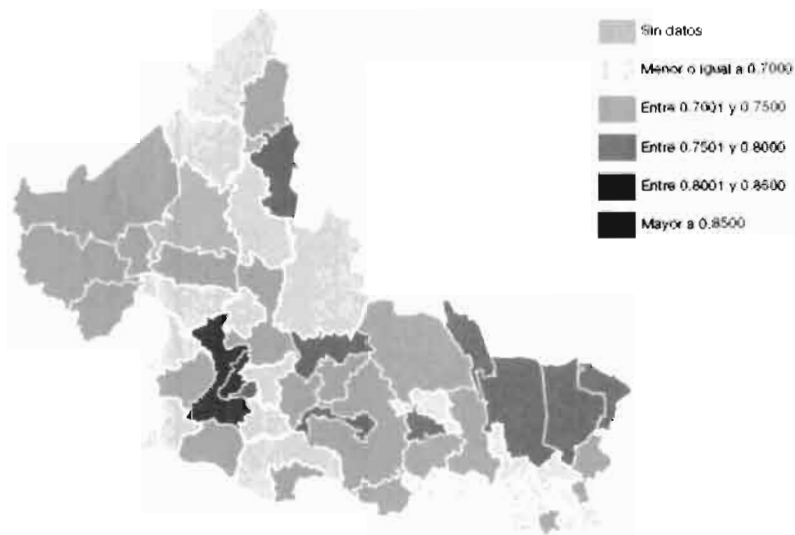 Sin datos
Menor o igual a 0.7000
Entre 0.7001 y 0.7500
Entre 0.7501 y 0.8000
Entre 0.8001 y 0.8500
Mayor a 0.8500